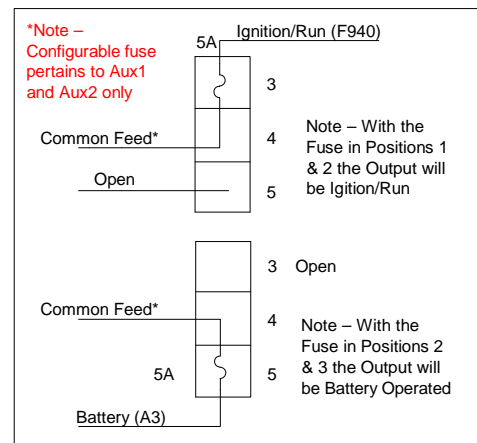 *Note –
Configurable fuse
pertains to Aux1
and Aux2 only
5A
Ignition/Run (F940)
3
Common Feed*
4
Open
5
Note – With the
Fuse in Positions 1
& 2 the Output will
be Igition/Run
3 Open
Common Feed*
4
5A
5
Battery (A3)
Note – With the
Fuse in Positions 2
& 3 the Output will
be Battery Operated